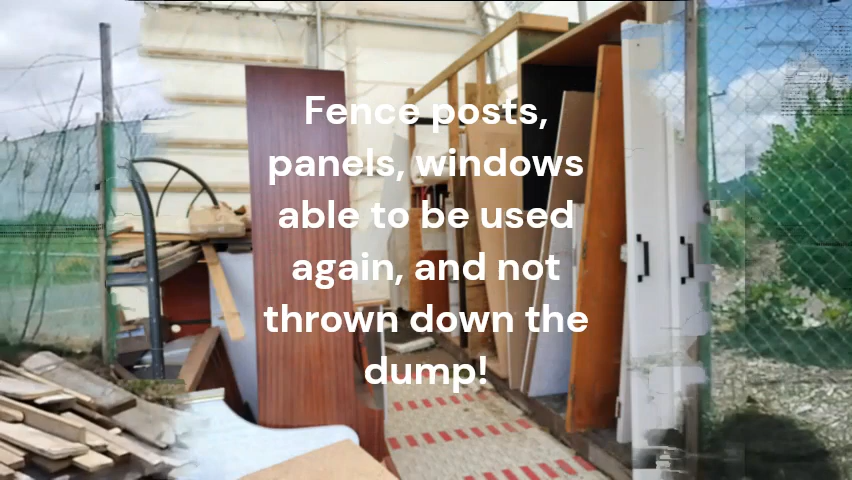 Fence posts,
panels, windows
able to be used
again, and not
thrown down the
dump!